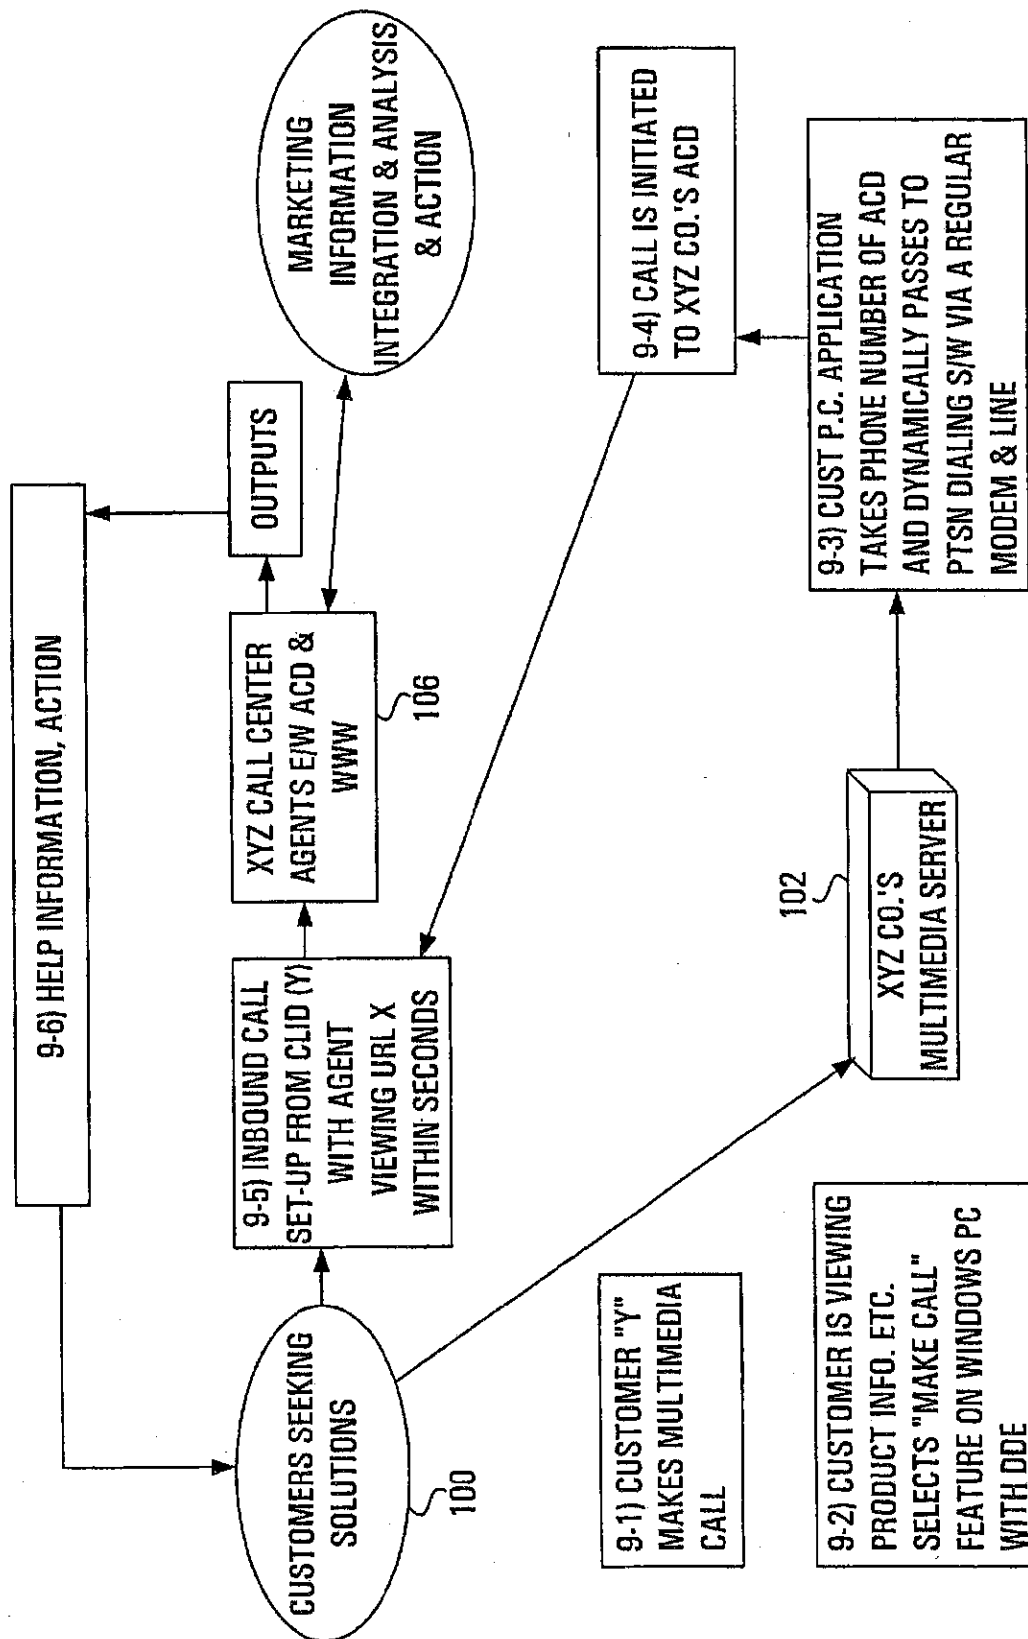 9-6) HELP INFORMATION, ACTION
CUSTOMERS SEEKING
SOLUTIONS
100
9-5) INBOUND CALL
SET-UP FROM CLID (Y)
WITH AGENT
VIEWING URL X
WITHIN SECONDS
XYZ CALL CENTER
AGENTS E/W ACD &
WWW
106
OUTPUTS
MARKETING
INFORMATION
INTEGRATION & ANALYSIS
& ACTION
9-1) CUSTOMER "Y"
MAKES MULTIMEDIA
CALL
9-4) CALL IS INITIATED
TO XYZ CO.'S ACD
9-2) CUSTOMER IS VIEWING
PRODUCT INFO. ETC.
SELECTS "MAKE CALL"
FEATURE ON WINDOWS PC
WITH DDE
102
XYZ CO.'S
MULTIMEDIA SERVER
9-3) CUST P.C. APPLICATION
TAKES PHONE NUMBER OF ACD
AND DYNAMICALLY PASSES TO
PTSN DIALING S/W VIA A REGULAR
MODEM & LINE